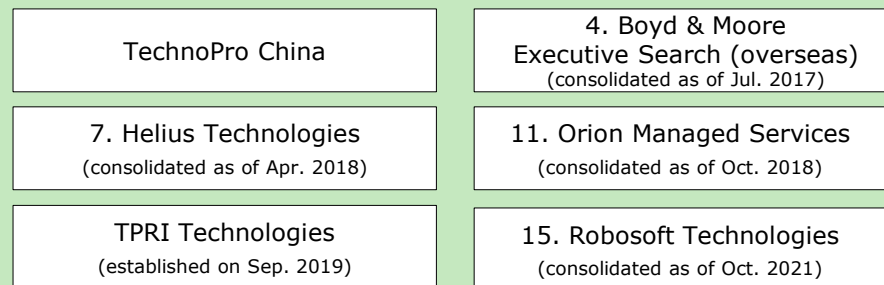 TechnoPro China
4. Boyd & Moore
Executive Search (overseas)
(consolidated as of Jul. 2017)
7. Helius Technologies
(consolidated as of Apr. 2018)
11. Orion Managed Services
(consolidated as of Oct. 2018)
TPRI Technologies
(established on Sep. 2019)
15. Robosoft Technologies
(consolidated as of Oct. 2021)